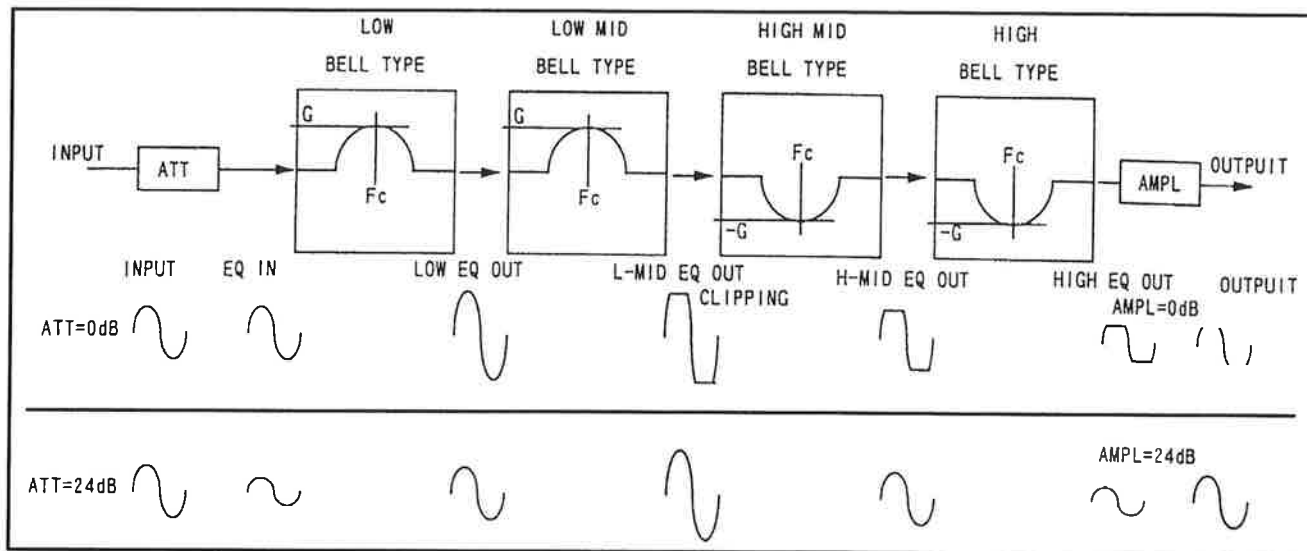 LOW
LOW MID
HIGH MID
HIGH
BELL TYPE
BELL TYPE
BELL TYPE
BELL TYPE
G
Fc
G
Fc
Fc
-G
Fc
-G
INPUT
ATT
AMPL
OUTPUIT
INPUT
EQ IN
LOW EQ OUT
L-MID EQ OUT
H-MID EQ OUT
HIGH EQ OUT
OUTPUIT
CLIPPING
AMPL=0dB
ATT=0dB
AMPL=24dB
ATT=24dB